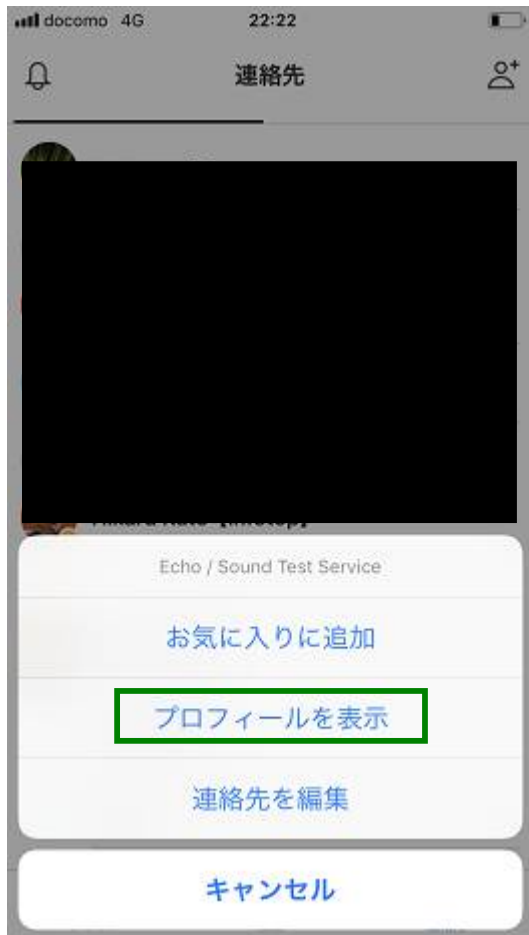 docomo 4G 22:22
連絡先
Echo / Sound Test Service
お気に入りに追加
プロフィールを表示
連絡先を編集
キャンセル